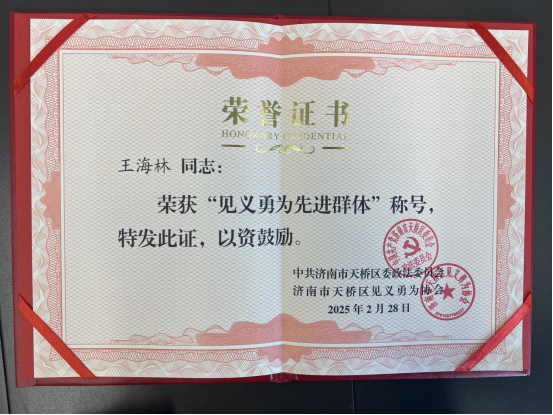 荣誉证书
HONORARY CREDENTIAL
王海林 同志：
荣获“见义勇为先进群体”称号，
特发此证，以资鼓励。
中共济南市天桥区委政法委员会
济南市天桥区见义勇为协会
2025年2月28日